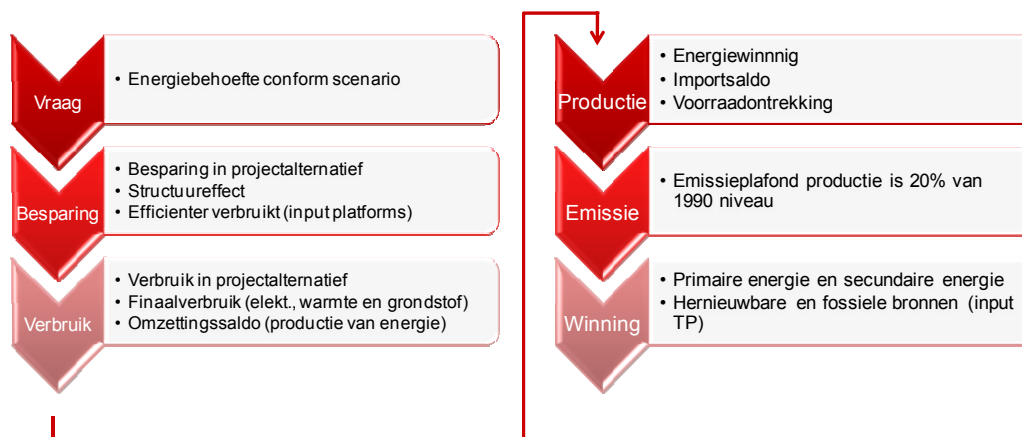 Vraag
• Energiebehoefte conform scenario
Besparing
• Besparing in projectalternatief
• Structuureffect
• Efficienter verbruikt (input platforms)
Verbruik
• Verbruik in projectalternatief
• Finaalverbruik (elekt., warmte en grondstof)
• Omzettingssaldo (productie van energie)
Productie
• Energiewinnnig
• Importsaldo
• Voorraadontrekking
Emissie
• Emissieplafond productie is 20% van
1990 niveau
Winning
• Primaire energie en secundaire energie
• Hernieuwbare en fossiele bronnen (input
TP)